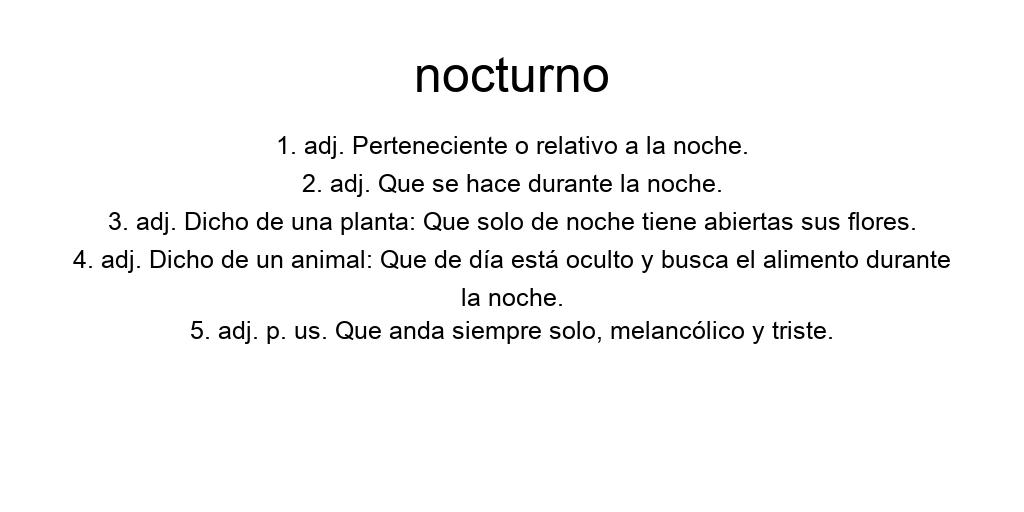 nocturno
1. adj. Perteneciente o relativo a la noche.
2. adj. Que se hace durante la noche.
3. adj. Dicho de una planta: Que solo de noche tiene abiertas sus flores.
4. adj. Dicho de un animal: Que de día está oculto y busca el alimento durante
la noche.
5. adj. p. us. Que anda siempre solo, melancólico y triste.